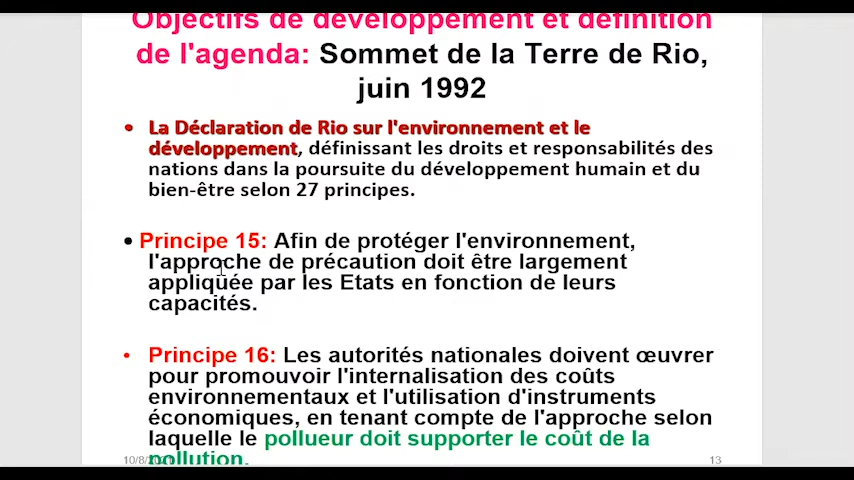 Objectifs de développement et définition
de l'agenda: Sommet de la Terre de Rio,
juin 1992
• La Déclaration de Rio sur l'environnement et le
développement, définissant les droits et responsabilités des
nations dans la poursuite du développement humain et du
bien-être selon 27 principes.
• Principe 15: Afin de protéger l'environnement,
l'approche de précaution doit être largement
appliquée par les Etats en fonction de leurs
capacités.
• Principe 16: Les autorités nationales doivent œuvrer
pour promouvoir l'internalisation des coûts
environnementaux et l'utilisation d'instruments
économiques, en tenant compte de l'approche selon
laquelle le pollueur doit supporter le coût de la
pollution.
13